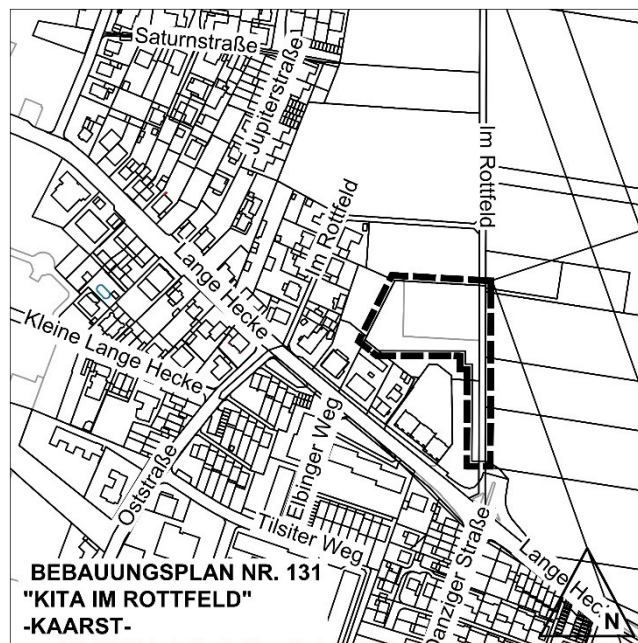 Saturnstraße
Jupiterstraße
Im Rottfeld
Im Rottfeld
Lange Hecke
Kleine Lange Hecke
Oststraße
Elbinger Weg
Tilsiter Weg
Danziger Straße
Lange Hecke
BEBAUUNGSPLAN NR. 131
"KITA IM ROTTFELD"
-KAARST-
N